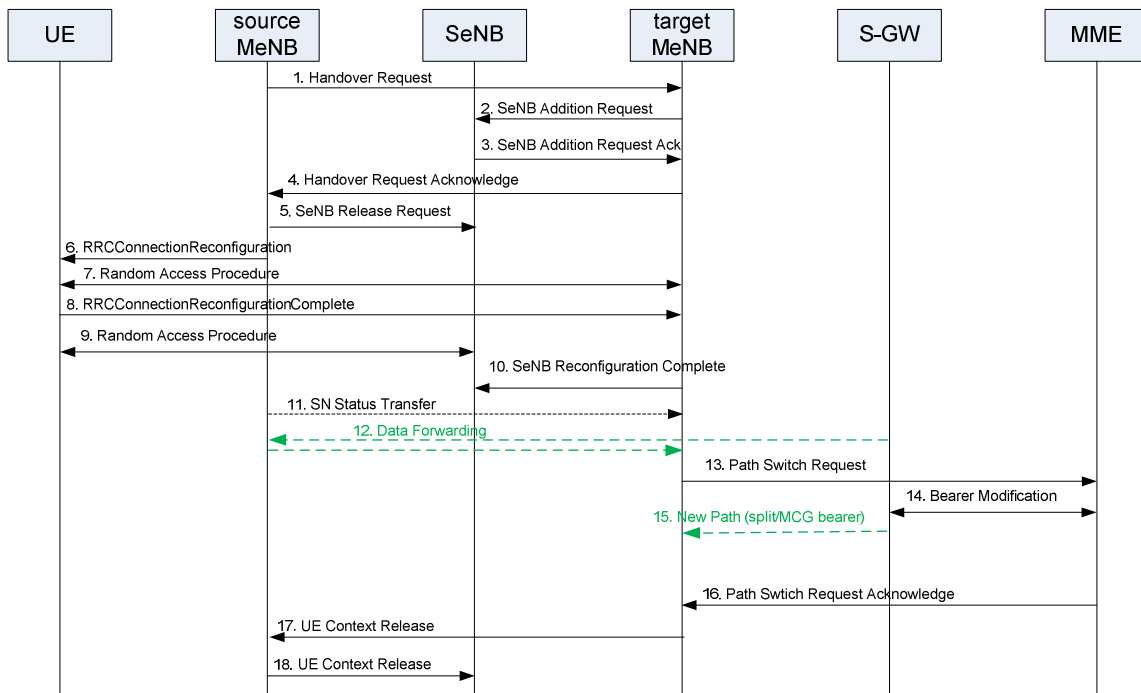 UE
source
MeNB
SeNB
target
MeNB
S-GW
MME
1. Handover Request
2. SeNB Addition Request
3. SeNB Addition Request Ack
4. Handover Request Acknowledge
5. SeNB Release Request
6. RRCConnectionReconfiguration
7. Random Access Procedure
8. RRCConnectionReconfigurationComplete
9. Random Access Procedure
10. SeNB Reconfiguration Complete
11. SN Status Transfer
12. Data Forwarding
13. Path Switch Request
14. Bearer Modification
15. New Path (split/MCG bearer)
16. Path Swtich Request Acknowledge
17. UE Context Release
18. UE Context Release